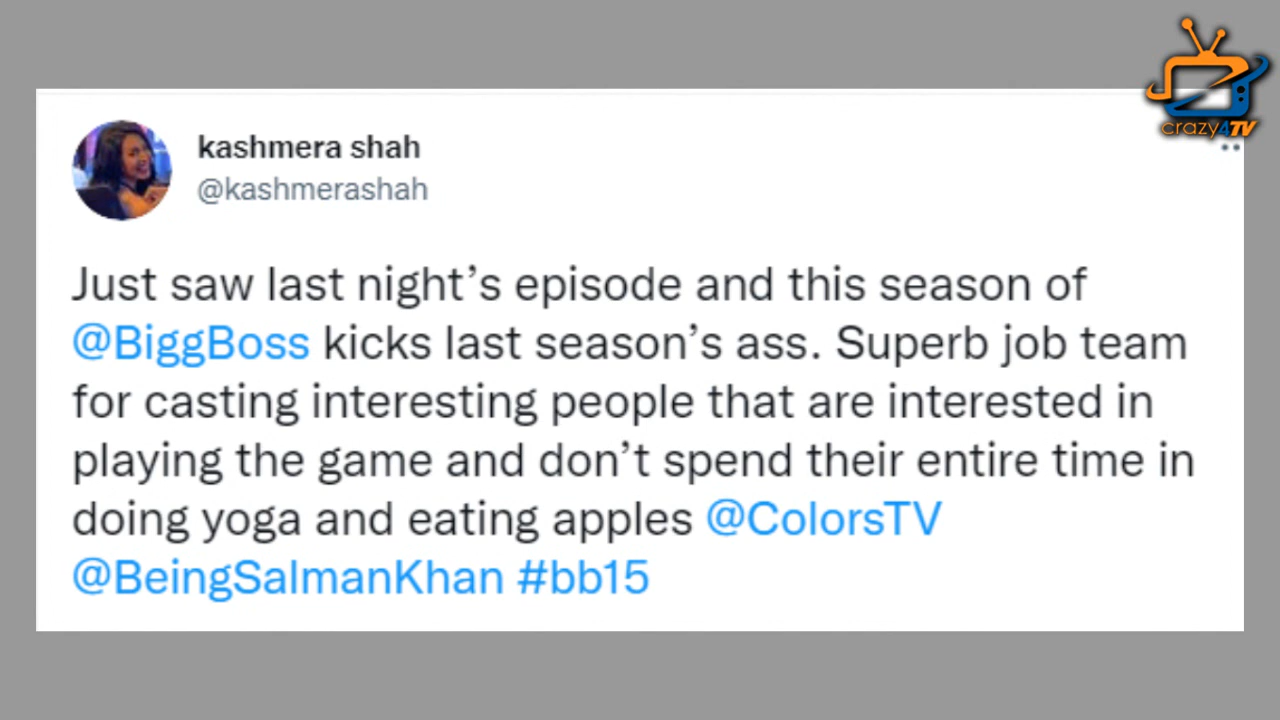 crazy4TV
kashmera shah
@kashmerashah
Just saw last night’s episode and this season of
@BiggBoss kicks last season’s ass. Superb job team
for casting interesting people that are interested in
playing the game and don’t spend their entire time in
doing yoga and eating apples @ColorsTV
@BeingSalmanKhan #bb15